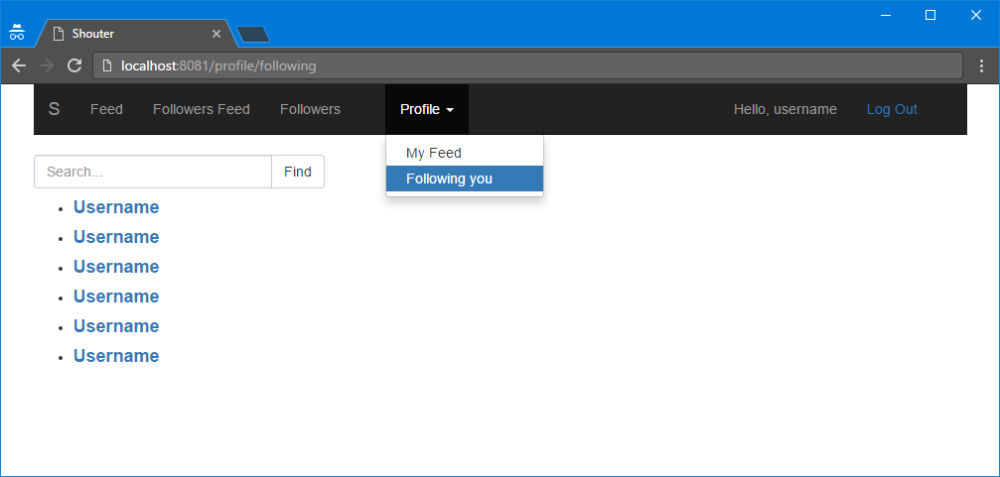 Shouter
localhost:8081/profile/following
S Feed Followers Feed Followers Profile Hello, username Log Out
My Feed
Following you
Search... Find
Username
Username
Username
Username
Username
Username